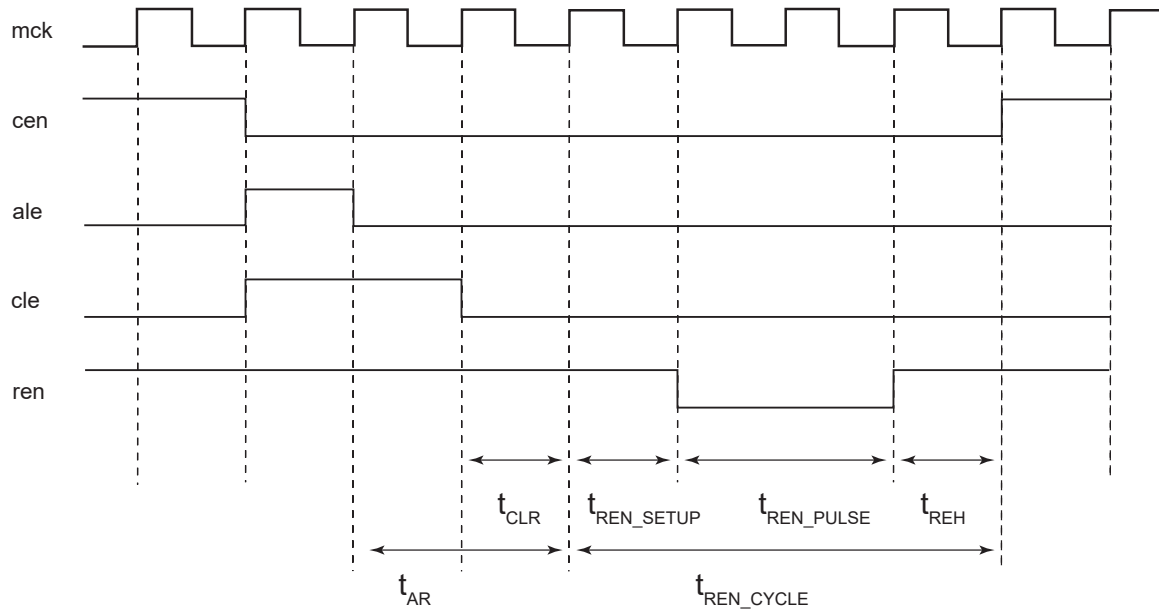 mck
cen
ale
cle
ren
tCLR
tREN_SETUP
tREN_PULSE
tREH
tAR
tREN_CYCLE